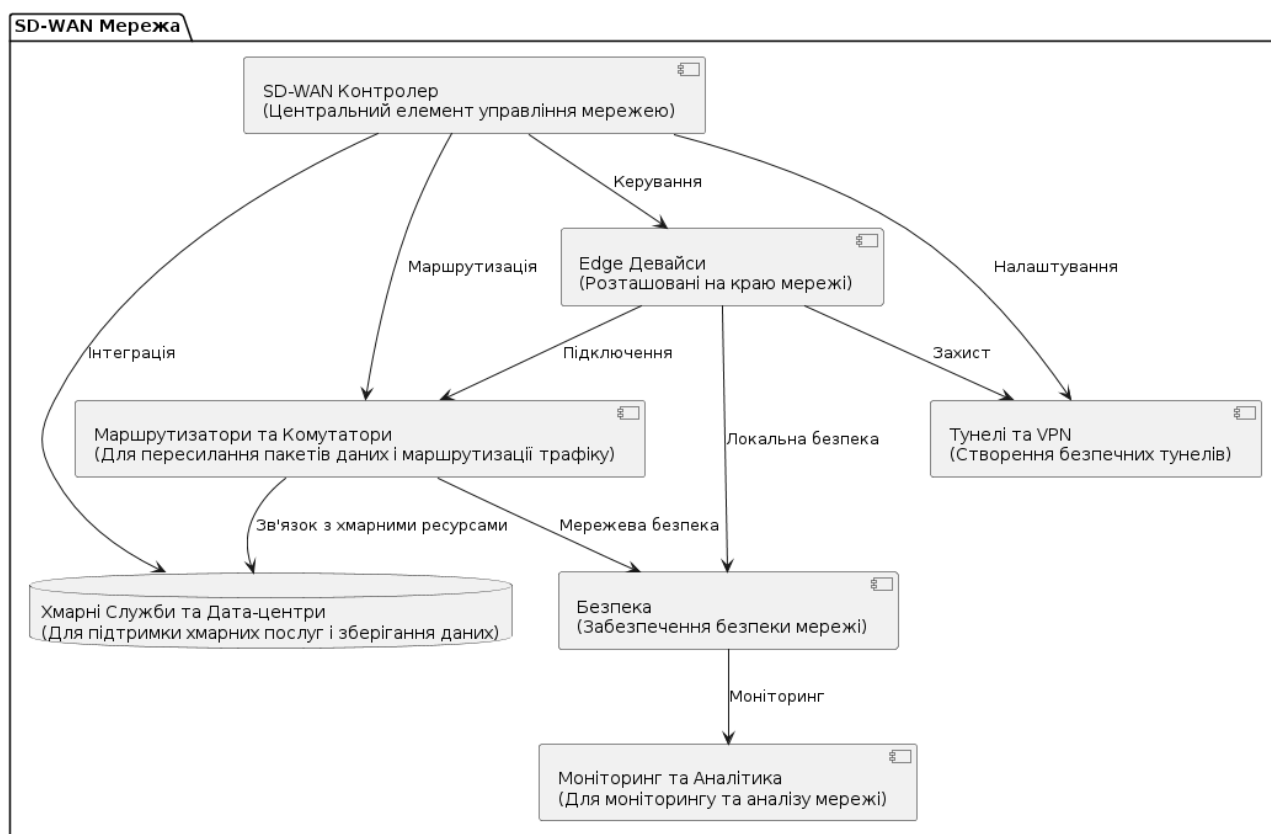 SD-WAN Мережа
SD-WAN Контролер
(Центральний елемент управління мережею)
Керування
Edge Девайси
(Розташовані на краю мережі)
Маршрутизація
Налаштування
Інтеграція
Підключення
Захист
Маршрутизатори та Комутатори
(Для пересилання пакетів даних і маршрутизації трафіку)
Локальна безпека
Тунелі та VPN
(Створення безпечних тунелів)
Зв'язок з хмарними ресурсами
Мережева безпека
Хмарні Служби та Дата-центри
(Для підтримки хмарних послуг і зберігання даних)
Безпека
(Забезпечення безпеки мережі)
Моніторинг
Моніторинг та Аналітика
(Для моніторингу та аналізу мережі)